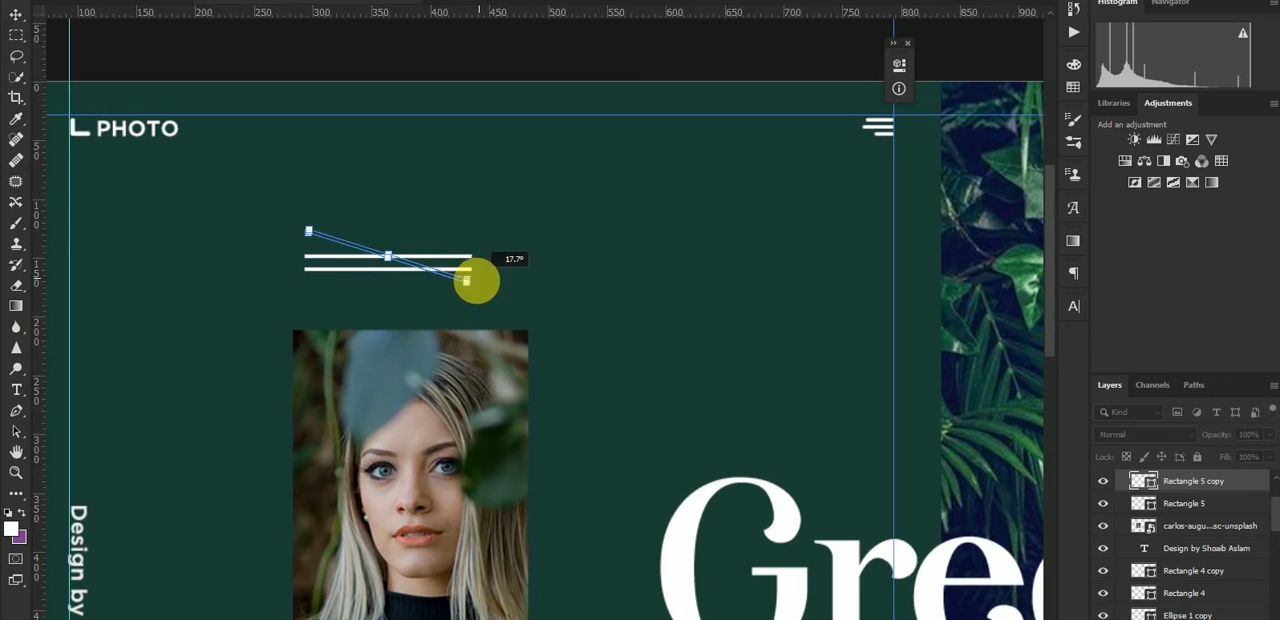 100 150 200 250 300 350 400 450 500 550 600 650 700 750 800 850 900
Histogram Navigator
Libraries Adjustments
Add an adjustment
PHOTO
17.7°
Design by
Gree
Layers Channels Paths
Kind
Normal Opacity: 100%
Lock: Fill: 100%
Rectangle 5 copy
Rectangle 5
carlos-augu...sc-unsplash
T Design by Shoaib Aslam
Rectangle 4 copy
Rectangle 4
Ellipse 1 copy